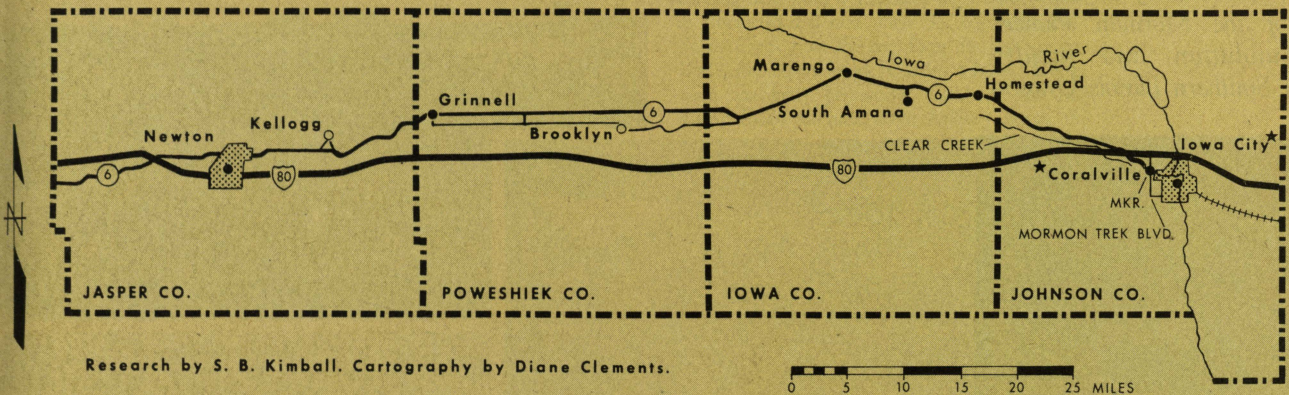 Iowa
River
Marengo
Homestead
Grinnell
6
6
South Amana
Newton
Kellogg
Brooklyn
CLEAR CREEK
Iowa City
6
80
80
Coralville
N
MKR.
MORMON TREK BLVD.
JASPER CO.
POWESHIEK CO.
IOWA CO.
JOHNSON CO.
Research by S. B. Kimball. Cartography by Diane Clements.
0 5 10 15 20 25 MILES